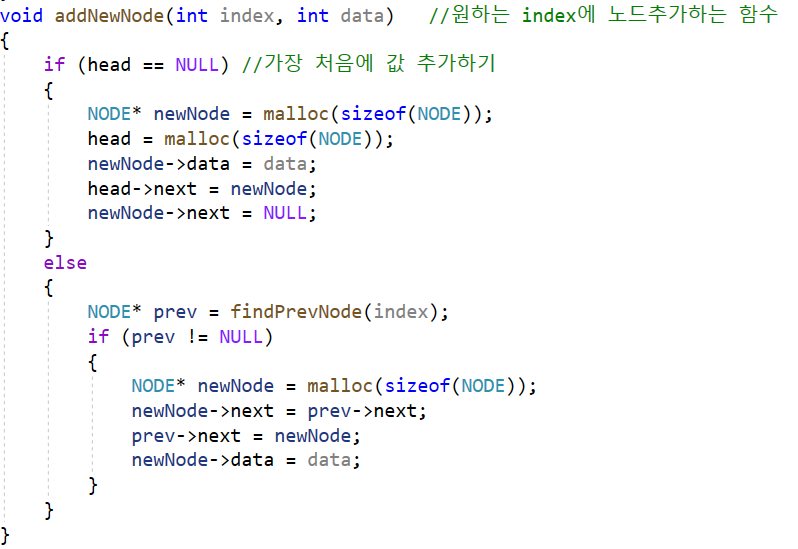 void addNewNode(int index, int data)   //원하는 index에 노드추가하는 함수
{
    if (head == NULL) //가장 처음에 값 추가하기
    {
        NODE* newNode = malloc(sizeof(NODE));
        head = malloc(sizeof(NODE));
        newNode->data = data;
        head->next = newNode;
        newNode->next = NULL;
    }
    else
    {
        NODE* prev = findPrevNode(index);
        if (prev != NULL)
        {
            NODE* newNode = malloc(sizeof(NODE));
            newNode->next = prev->next;
            prev->next = newNode;
            newNode->data = data;
        }
    }
}